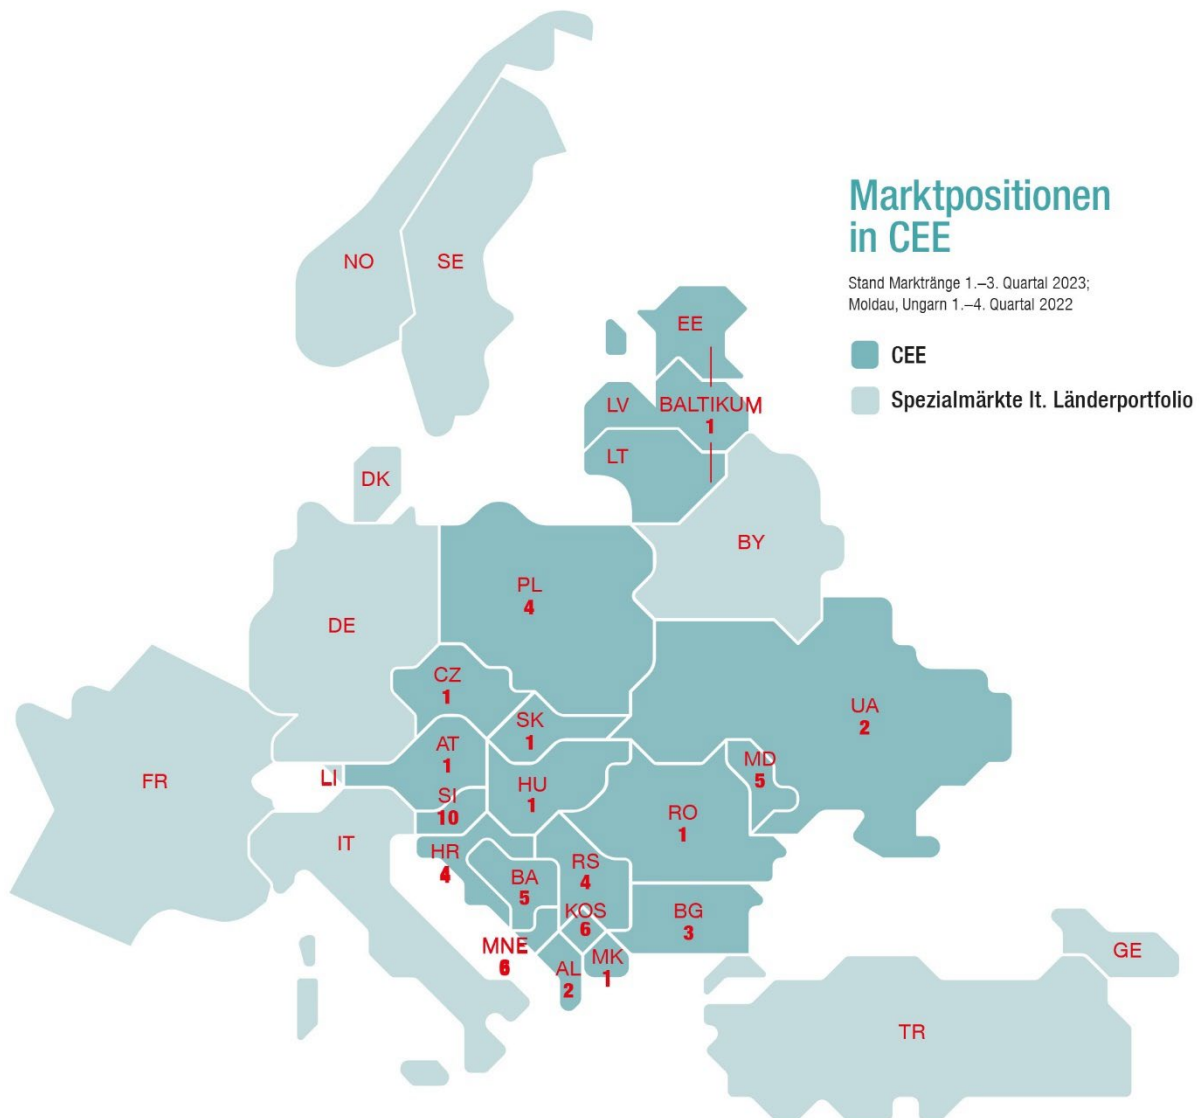 Marktpositionen
in CEE
Stand Marktränge 1.–3. Quartal 2023;
Moldau, Ungarn 1.–4. Quartal 2022
CEE
Spezialmärkte lt. Länderportfolio
NO
SE
EE
LV
BALTIKUM
1
LT
DK
BY
PL
4
DE
CZ
1
SK
1
UA
2
AT
1
MD
5
FR
LI
HU
1
SI
10
RO
1
IT
HR
4
RS
4
BA
5
KOS
6
BG
3
MNE
6
AL
2
MK
1
GE
TR